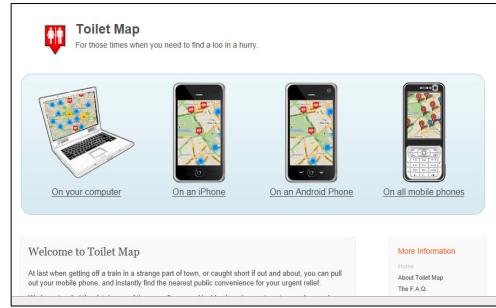 Toilet Map
For those times when you need to find a loo in a hurry.
On your computer
On an iPhone
On an Android Phone
On all mobile phones
Welcome to Toilet Map
At last when getting off a train in a strange part of town, or caught short if out and about, you can pull
out your mobile phone, and instantly find the nearest public convenience for your urgent relief.
More Information
Home
About Toilet Map
The F.A.Q.